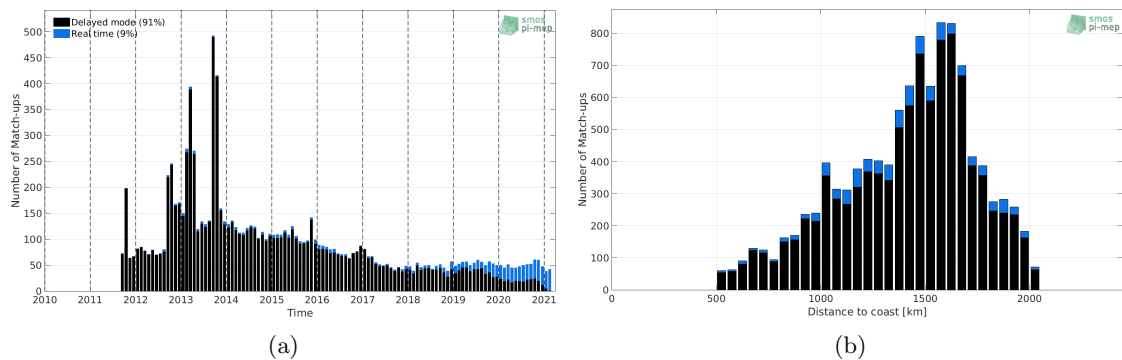 Delayed mode (91%)
Real time (9%)
smos
pi-mep
Number of Match-ups
500
450
400
350
300
250
200
150
100
50
0
2010 2011 2012 2013 2014 2015 2016 2017 2018 2019 2020 2021
Time
(a)
smos
pi-mep
Number of Match-ups
800
700
600
500
400
300
200
100
0
0 500 1000 1500 2000
Distance to coast [km]
(b)